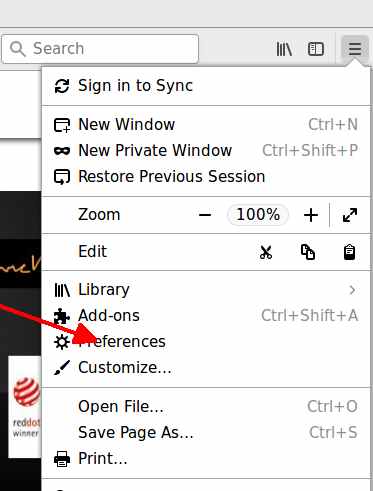 Search
Sign in to Sync
New Window Ctrl+N
New Private Window Ctrl+Shift+P
Restore Previous Session
Zoom − 100% +
Edit
Library
Add-ons Ctrl+Shift+A
Preferences
Customize...
Open File... Ctrl+O
Save Page As... Ctrl+S
Print...
reddot
winner